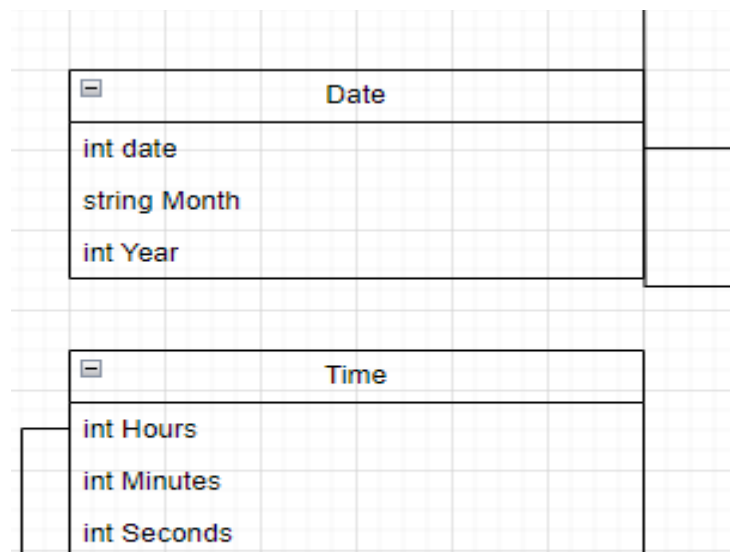 Date
int date
string Month
int Year
Time
int Hours
int Minutes
int Seconds